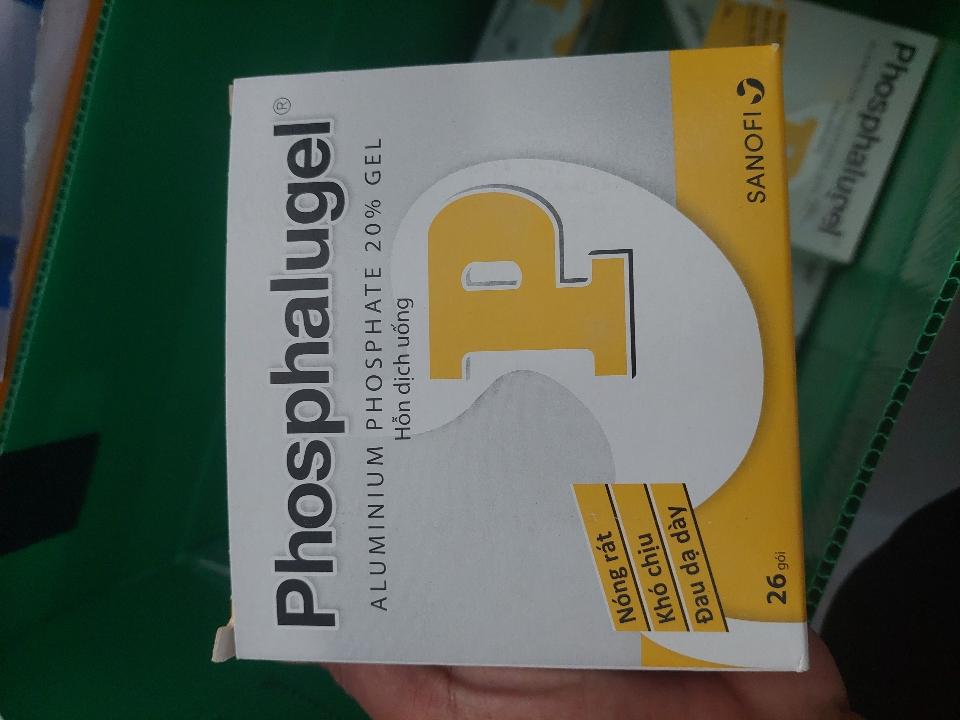 Phosphalugel®
ALUMINIUM PHOSPHATE 20% GEL
Hỗn dịch uống
P
Nóng rát
Khó chịu
Đau dạ dày
26 gói
SANOFI
Phosphalugel